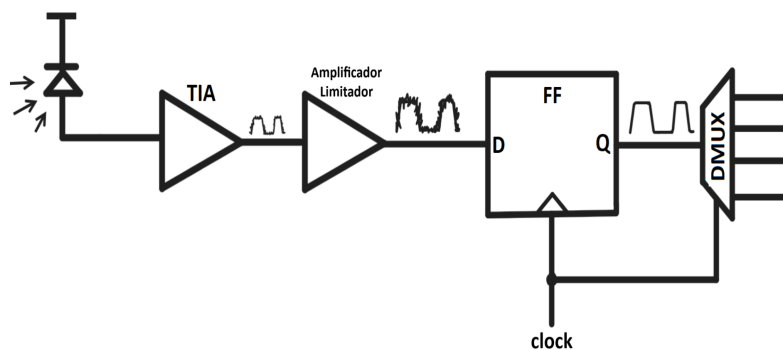 TIA
Amplificador
Limitador
FF
D
Q
DMUX
clock